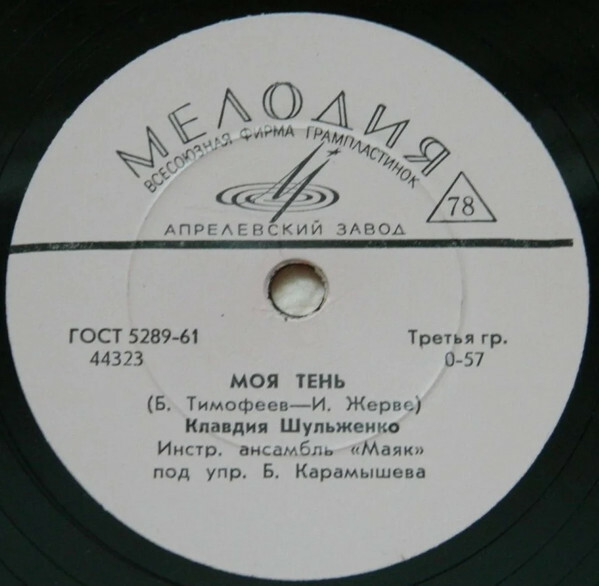 МЕЛОДИЯ
ВСЕСОЮЗНАЯ ФИРМА ГРАМПЛАСТИНОК
78
АПРЕЛЕВСКИЙ ЗАВОД
ГОСТ 5289-61
44323
Третья гр.
0-57
МОЯ ТЕНЬ
(Б. Тимофеев—И. Жерве)
Клавдия Шульженко
Инстр. ансамбль «Маяк»
под упр. Б. Карамышева